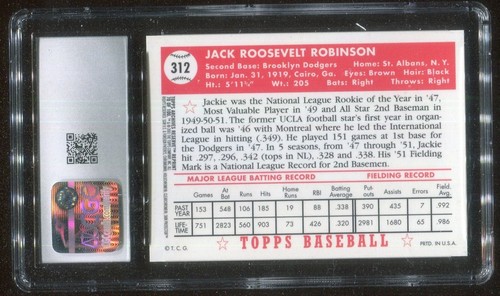 312
JACK ROOSEVELT ROBINSON
Second Base: Brooklyn Dodgers Home: St. Albans, N. Y.
Born: Jan. 31, 1919, Cairo, Ga. Eyes: Brown Hair: Black
Ht.: 5'11¾" Wt.: 205 Bats: Right Throws: Right
Jackie was the National League Rookie of the Year in '47,
Most Valuable Player in '49 and All Star 2nd Baseman in
1949-50-51. The former UCLA football star's first year in organized
ball was '46 with Montreal where he led the International
League in hitting (.349). He played 151 games at 1st base for
the Dodgers in '47. In 5 seasons, from '47 through '51, Jackie
hit .297, .296, .342 (tops in NL), .328 and .338. His '51 Fielding
Mark is a National League Record for 2nd Basemen.
MAJOR LEAGUE BATTING RECORD FIELDING RECORD
Games At Bat Runs Hits Home Runs RBI Batting Average Put-outs Assists Errors Field. Avg.
PAST YEAR 153 548 106 185 19 88 .338 390 435 7 .992
LIFE-TIME 751 2823 560 903 73 426 .320 2981 1680 65 .986
TOPPS BASEBALL
© T.C.G. PRTD. IN U.S.A.